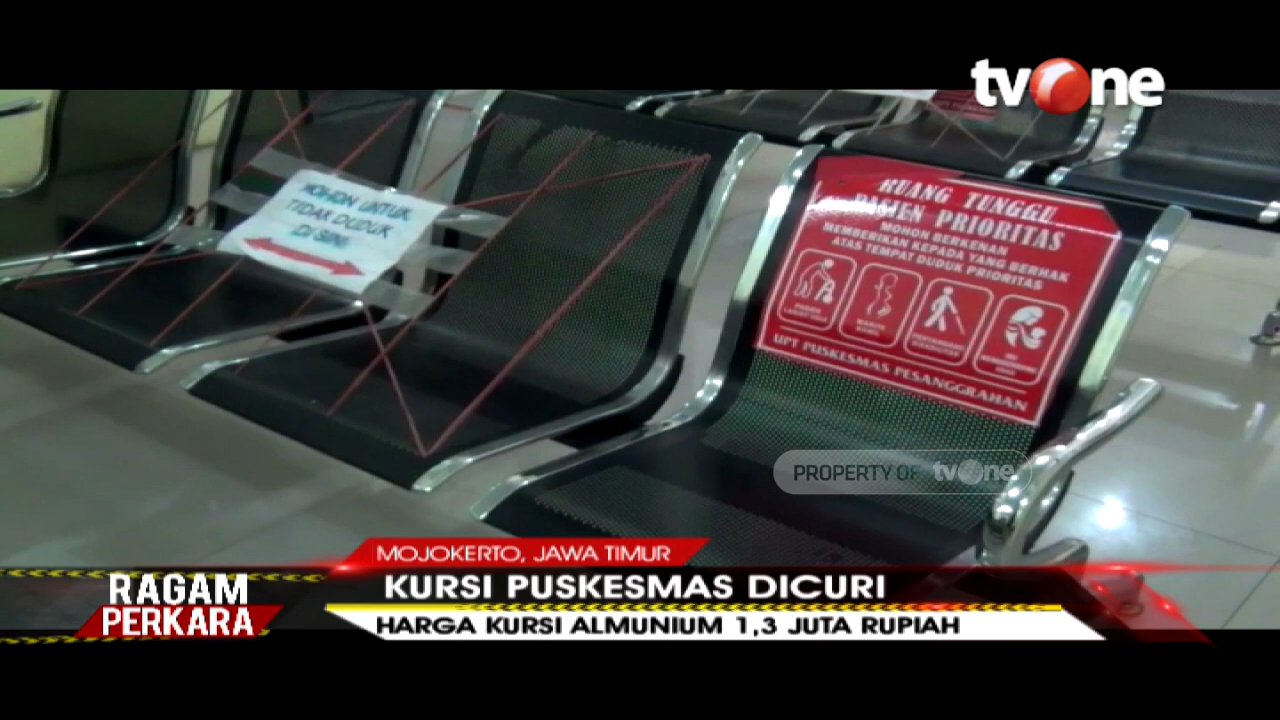 tvOne
MOHON UNTUK
TIDAK DUDUK
DI SINI
RUANG TUNGGU
PASIEN PRIORITAS
MOHON BERKENAN
MEMBERIKAN KEPADA YANG BERHAK
ATAS TEMPAT DUDUK PRIORITAS
UPT PUSKESMAS PESANGGRAHAN
PROPERTY OF tvOne
MOJOKERTO, JAWA TIMUR
RAGAM
PERKARA
KURSI PUSKESMAS DICURI
HARGA KURSI ALMUNIUM 1,3 JUTA RUPIAH